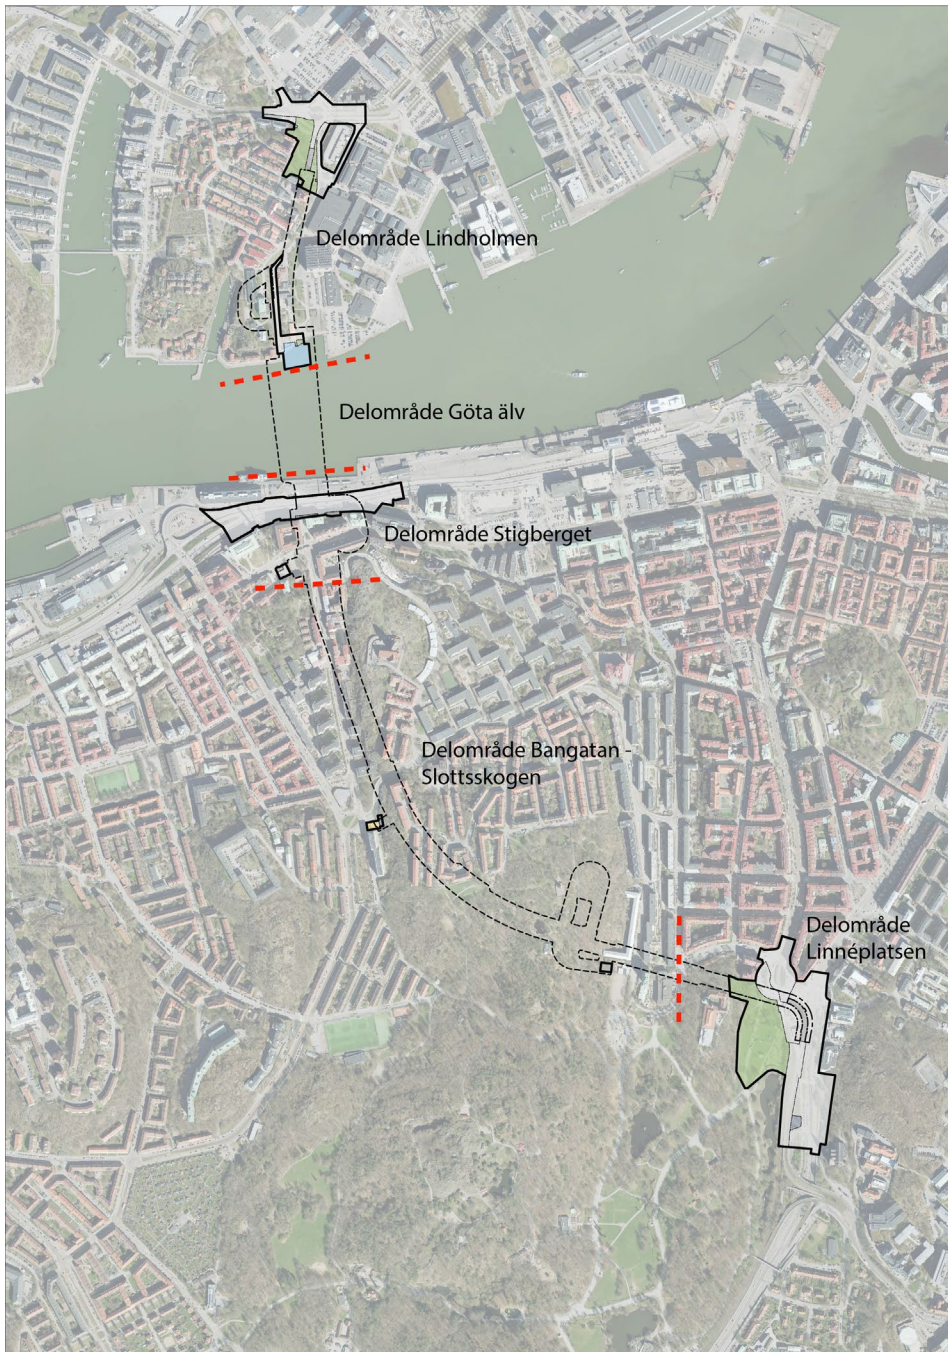 Delområde Lindholmen
Delområde Göta älv
Delområde Stigberget
Delområde Bangatan -
Slottsskogen
Delområde
Linnéplatsen